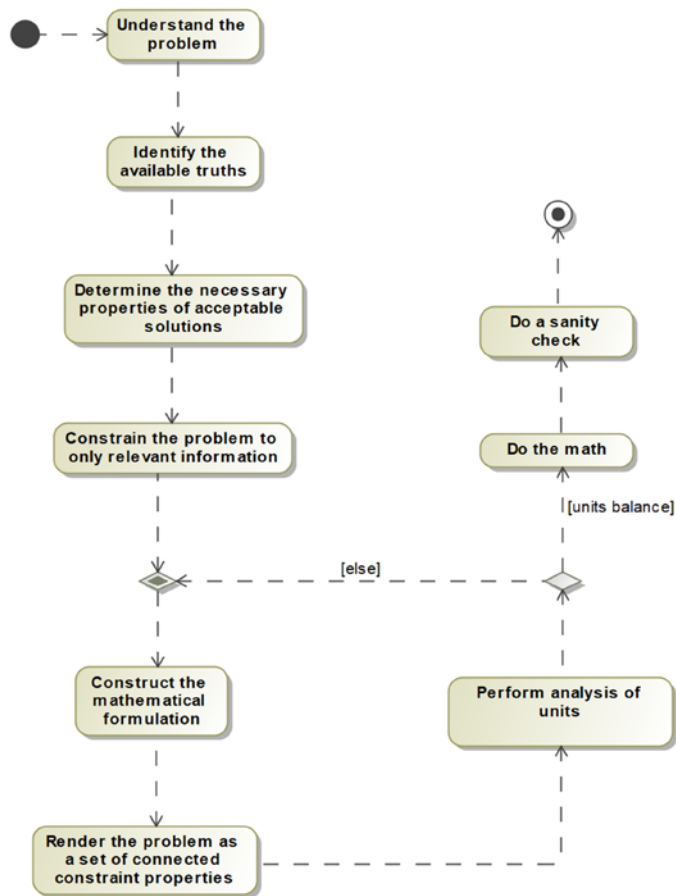 Understand the
problem
Identify the
available truths
Determine the necessary
properties of acceptable
solutions
Constrain the problem to
only relevant information
Construct the
mathematical
formulation
Render the problem as
a set of connected
constraint properties
Perform analysis of
units
[else]
[units balance]
Do the math
Do a sanity
check